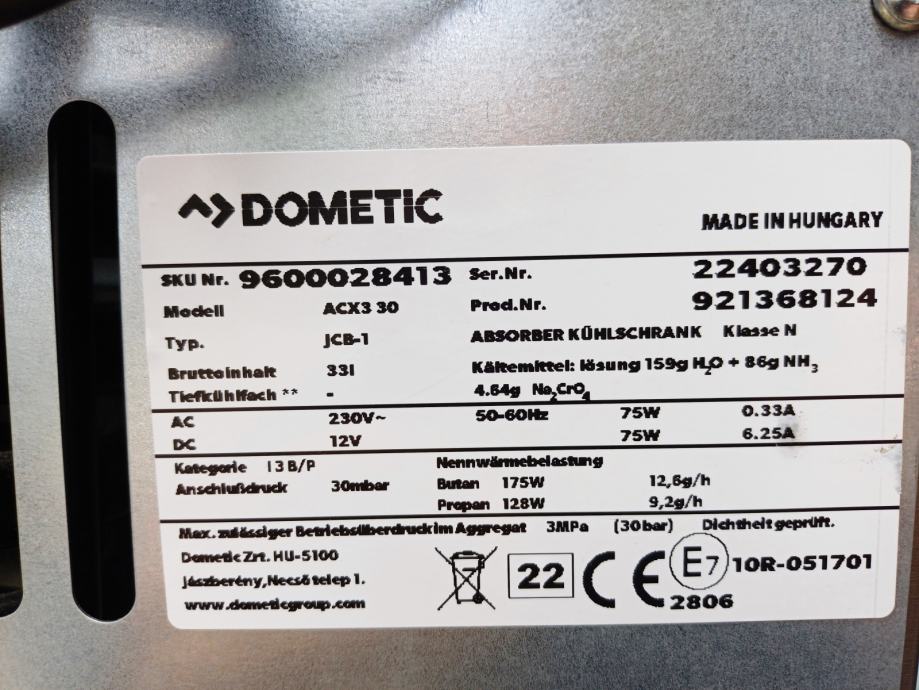 DOMETIC
MADE IN HUNGARY
SKU Nr. 9600028413 Ser.Nr. 22403270
Modell ACX3 30 Prod.Nr. 921368124
Typ. JCB-1 ABSORBER KÜHLSCHRANK Klasse N
Bruttoinhalt 33l Kältemittel: lösung 159g H₂O + 86g NH₃
Tiefkühlfach ** - 4.64g Na₂CrO₄
AC 230V~ 50-60Hz 75W 0.33A
DC 12V 75W 6.25A
Kategorie I 3 B/P Nennwärmebelastung
Anschlußdruck 30mbar Butan 175W 12,6g/h
Propan 128W 9,2g/h
Max. zulässiger Betriebsüberdruck im Aggregat 3MPa (30bar) Dichtheit geprüft.
Dometic Zrt. HU-5100
Jászberény, Necső telep 1.
www.dometicgroup.com
22 CE 2806 E7 10R-051701